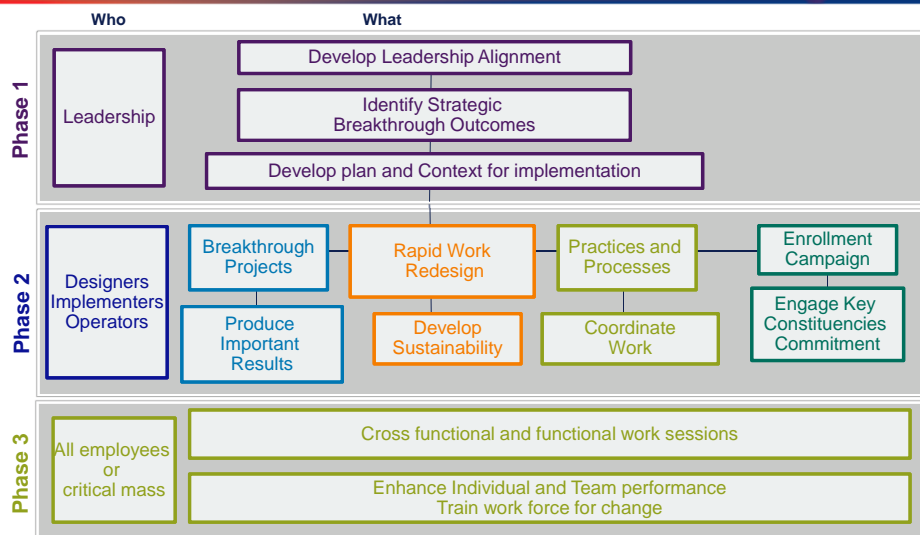 Who
What
Phase 1
Leadership
Develop Leadership Alignment
Identify Strategic
Breakthrough Outcomes
Develop plan and Context for implementation
Phase 2
Designers
Implementers
Operators
Breakthrough
Projects
Rapid Work
Redesign
Practices and
Processes
Enrollment
Campaign
Produce
Important
Results
Develop
Sustainability
Coordinate
Work
Engage Key
Constituencies
Commitment
Phase 3
All employees
or
critical mass
Cross functional and functional work sessions
Enhance Individual and Team performance
Train work force for change